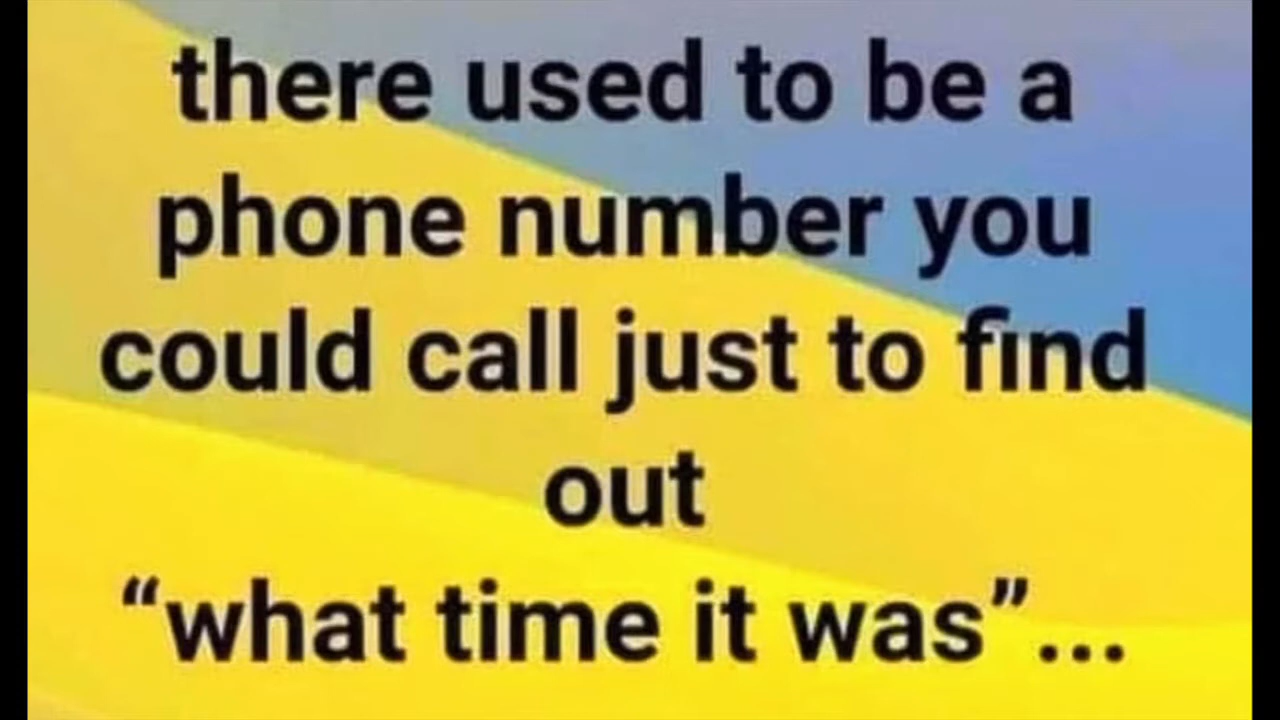 there used to be a
phone number you
could call just to find
out
“what time it was”...